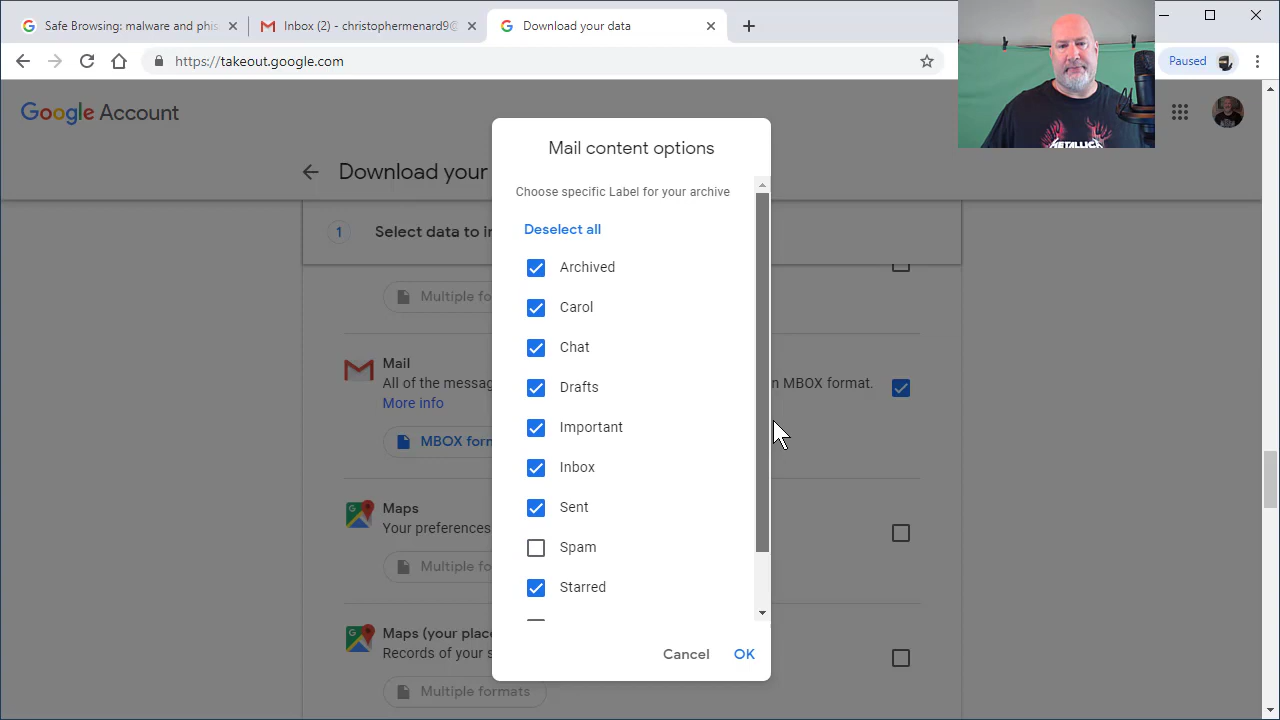 Safe Browsing: malware and phis
Inbox (2) - christophermenard9@
Download your data
https://takeout.google.com
Paused
Google Account
Download your
1 Select data to in
Multiple fo
Mail
All of the messag
n MBOX format.
More info
MBOX forn
Maps
Your preferences
Multiple fo
Maps (your place
Records of your s
Multiple formats
Mail content options
Choose specific Label for your archive
Deselect all
Archived
Carol
Chat
Drafts
Important
Inbox
Sent
Spam
Starred
Cancel OK
METALLICA